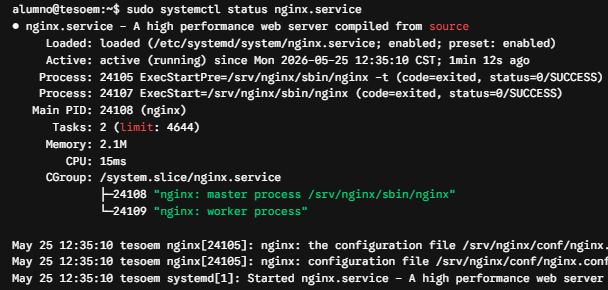 alumno@tesoem:~$ sudo systemctl status nginx.service
● nginx.service - A high performance web server compiled from source
Loaded: loaded (/etc/systemd/system/nginx.service; enabled; preset: enabled)
Active: active (running) since Mon 2026-05-25 12:35:10 CST; 1min 12s ago
Process: 24105 ExecStartPre=/srv/nginx/sbin/nginx -t (code=exited, status=0/SUCCESS)
Process: 24107 ExecStart=/srv/nginx/sbin/nginx (code=exited, status=0/SUCCESS)
Main PID: 24108 (nginx)
Tasks: 2 (limit: 4644)
Memory: 2.1M
CPU: 15ms
CGroup: /system.slice/nginx.service
├─24108 "nginx: master process /srv/nginx/sbin/nginx"
└─24109 "nginx: worker process"
May 25 12:35:10 tesoem nginx[24105]: nginx: the configuration file /srv/nginx/conf/nginx.
May 25 12:35:10 tesoem nginx[24105]: nginx: configuration file /srv/nginx/conf/nginx.conf
May 25 12:35:10 tesoem systemd[1]: Started nginx.service - A high performance web server